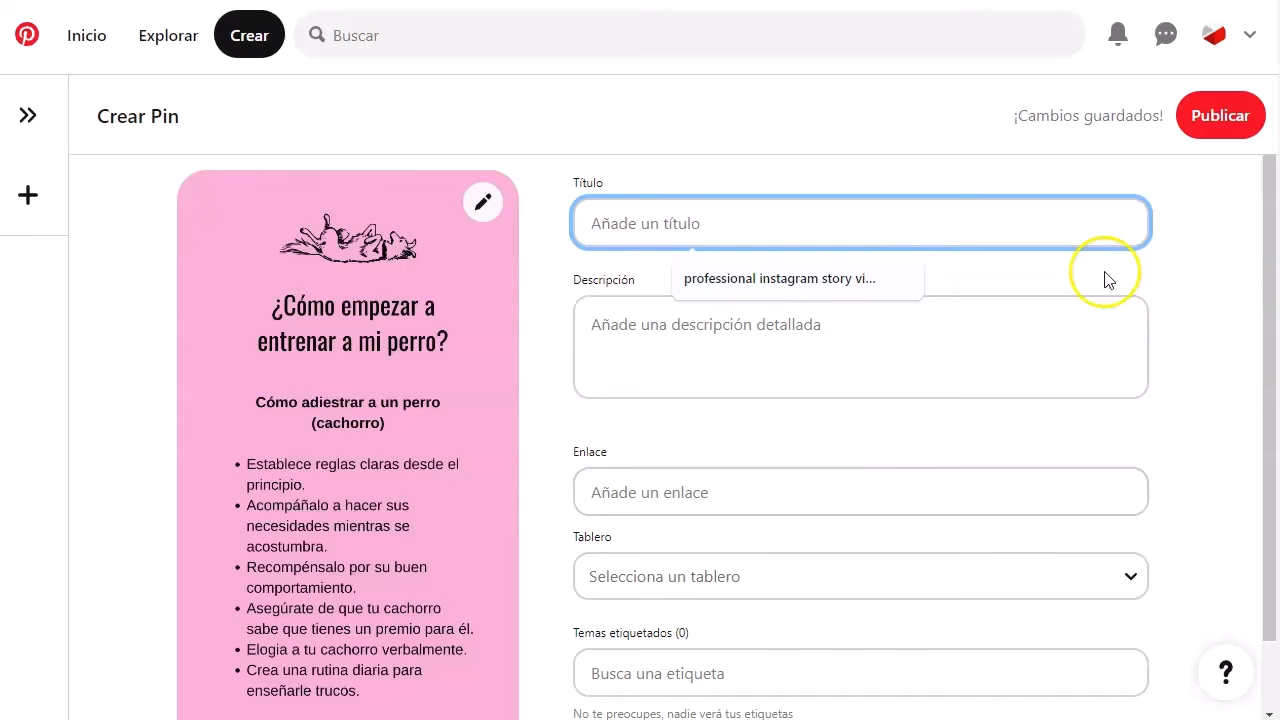 Inicio
Explorar
Crear
Buscar
Crear Pin
¡Cambios guardados!
Publicar
¿Cómo empezar a
entrenar a mi perro?
Cómo adiestrar a un perro
(cachorro)
• Establece reglas claras desde el
principio.
• Acompáñalo a hacer sus
necesidades mientras se
acostumbra.
• Recompénsalo por su buen
comportamiento.
• Asegúrate de que tu cachorro
sabe que tienes un premio para él.
• Elogia a tu cachorro verbalmente.
• Crea una rutina diaria para
enseñarle trucos.
Título
Añade un título
professional instagram story vi...
Descripción
Añade una descripción detallada
Enlace
Añade un enlace
Tablero
Selecciona un tablero
Temas etiquetados (0)
Busca una etiqueta
No te preocupes, nadie verá tus etiquetas
?